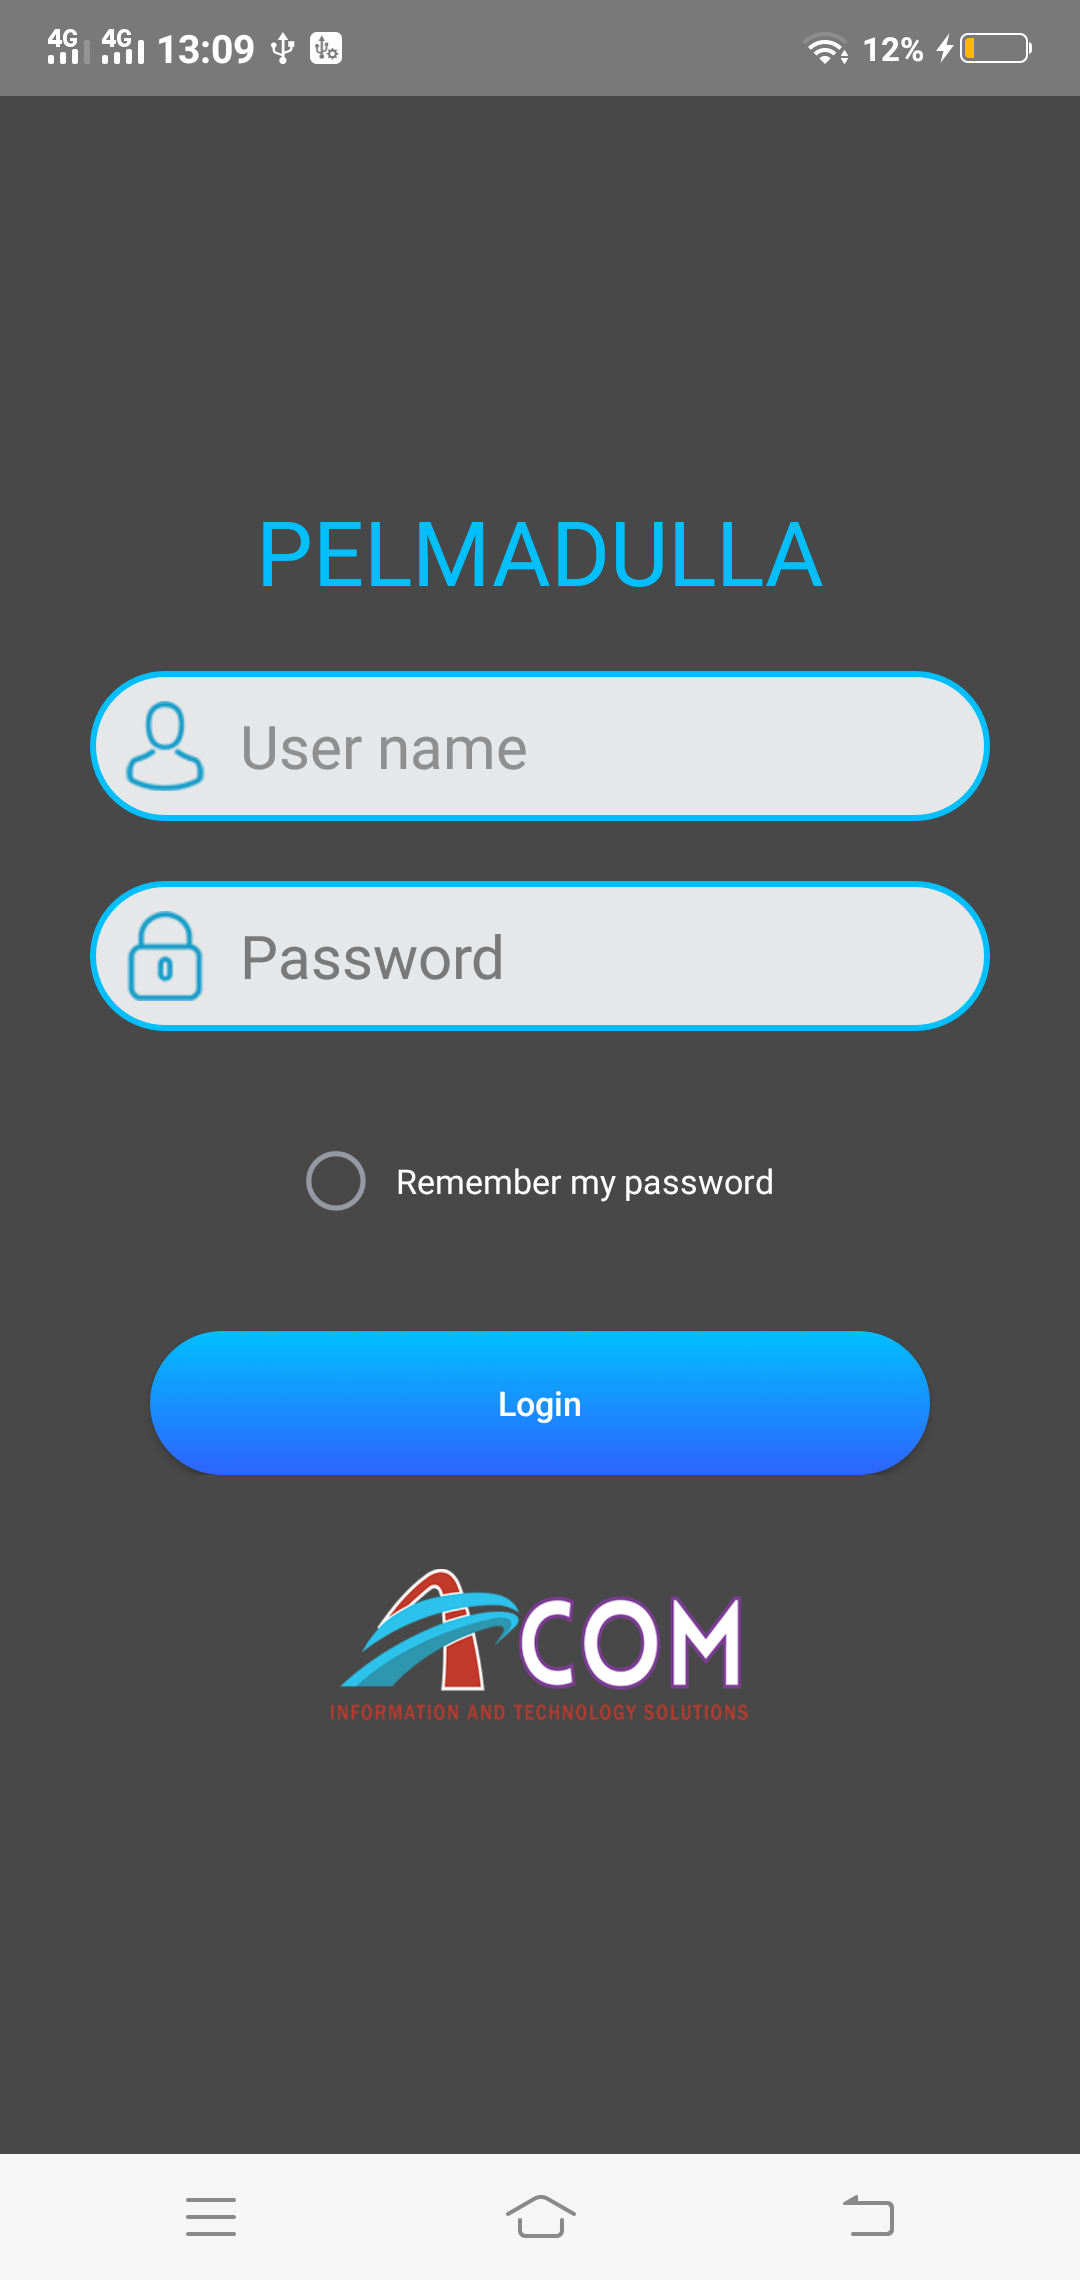 4G 4G 13:09 12%
PELMADULLA
User name
Password
Remember my password
Login
ACOM
INFORMATION AND TECHNOLOGY SOLUTIONS